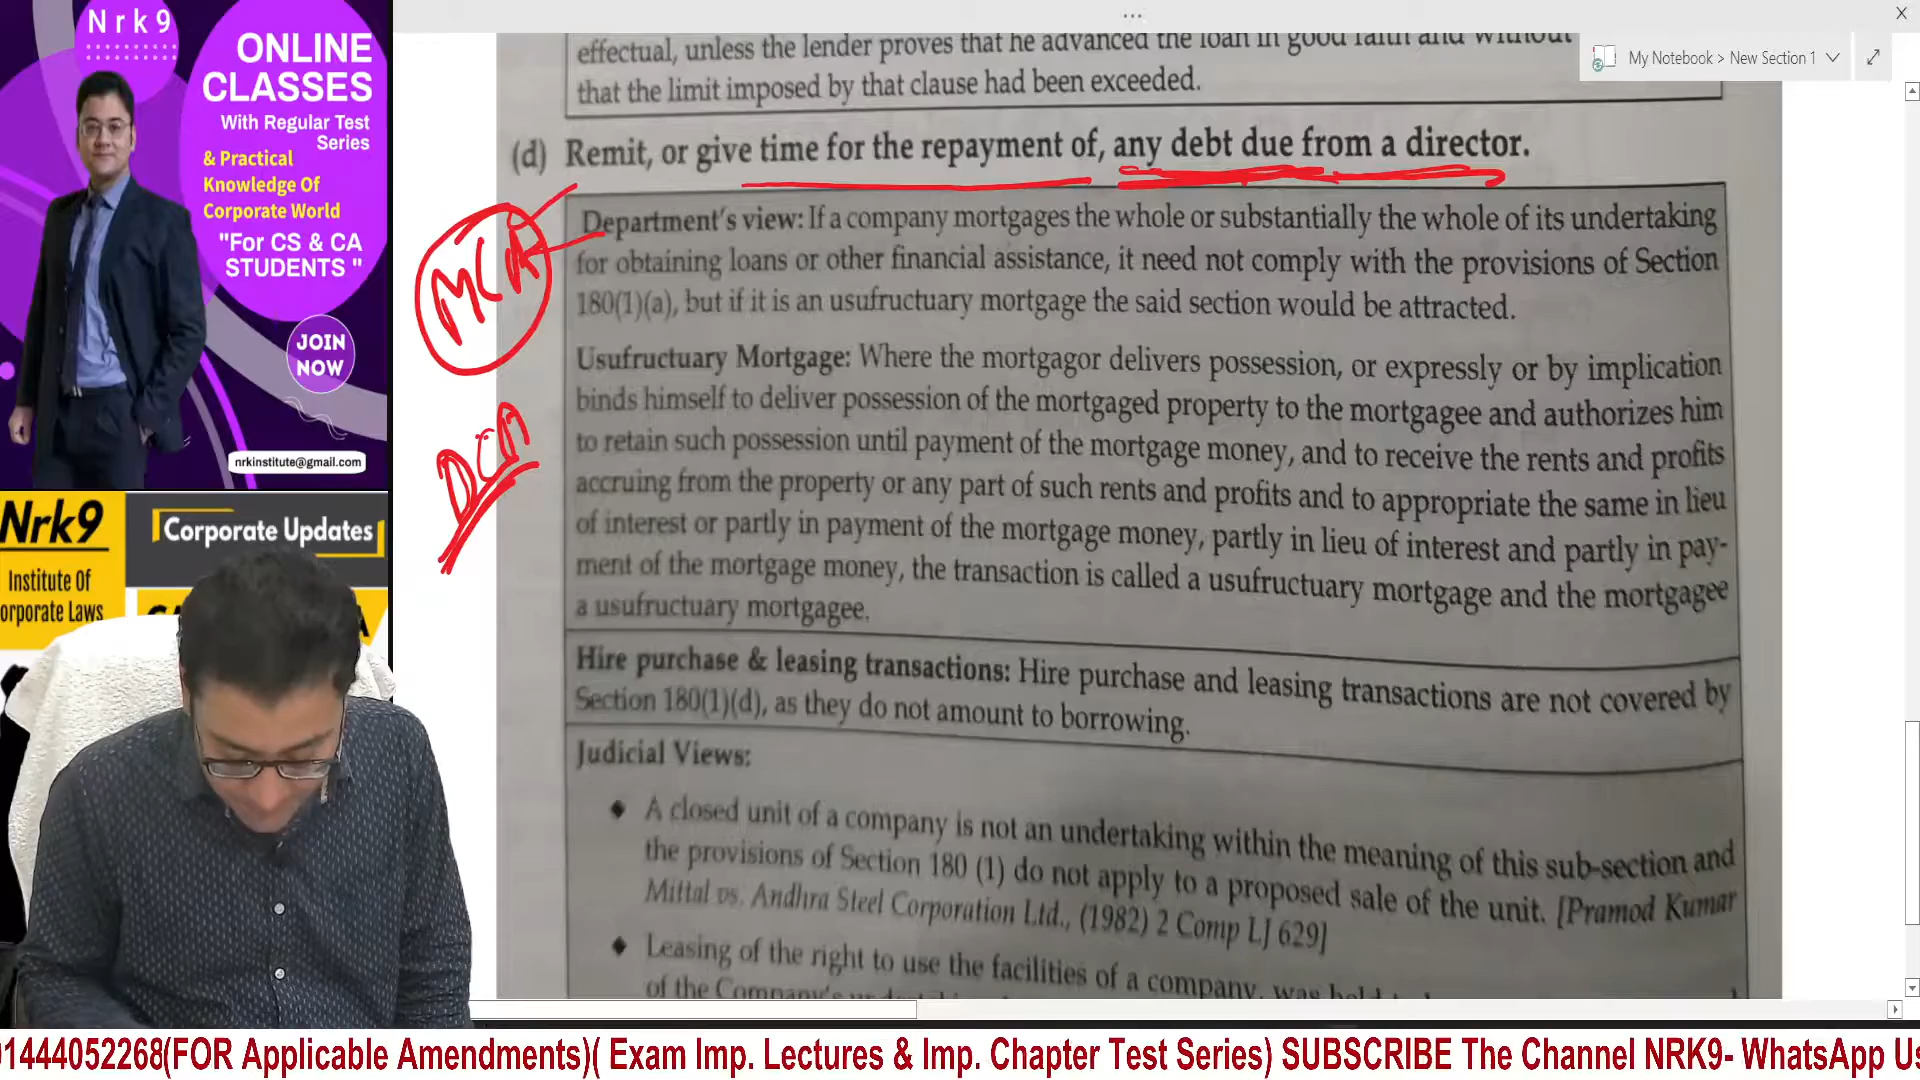 Nrk9
ONLINE
CLASSES
With Regular Test
Series
& Practical
Knowledge Of
Corporate World
"For CS & CA
STUDENTS "
JOIN
NOW
nrkinstitute@gmail.com
Nrk9
Institute Of
orporate Laws
Corporate Updates
My Notebook > New Section 1
effectual, unless the lender proves that he advanced the loan in good faith and without
that the limit imposed by that clause had been exceeded.
(d) Remit, or give time for the repayment of, any debt due from a director.
MCA
Department's view: If a company mortgages the whole or substantially the whole of its undertaking
for obtaining loans or other financial assistance, it need not comply with the provisions of Section
180(1)(a), but if it is an usufructuary mortgage the said section would be attracted.
DCA
Usufructuary Mortgage: Where the mortgagor delivers possession, or expressly or by implication
binds himself to deliver possession of the mortgaged property to the mortgagee and authorizes him
to retain such possession until payment of the mortgage money, and to receive the rents and profits
accruing from the property or any part of such rents and profits and to appropriate the same in lieu
of interest or partly in payment of the mortgage money, partly in lieu of interest and partly in pay-
ment of the mortgage money, the transaction is called a usufructuary mortgage and the mortgagee
a usufructuary mortgagee.
Hire purchase & leasing transactions: Hire purchase and leasing transactions are not covered by
Section 180(1)(d), as they do not amount to borrowing.
Judicial Views:
♦ A closed unit of a company is not an undertaking within the meaning of this sub-section and
the provisions of Section 180 (1) do not apply to a proposed sale of the unit. [Pramod Kumar
Mittal vs. Andhra Steel Corporation Ltd., (1982) 2 Comp LJ 629]
♦ Leasing of the right to use the facilities of a company, was held
of the Company's
01444052268(FOR Applicable Amendments)( Exam Imp. Lectures & Imp. Chapter Test Series) SUBSCRIBE The Channel NRK9- WhatsApp Us